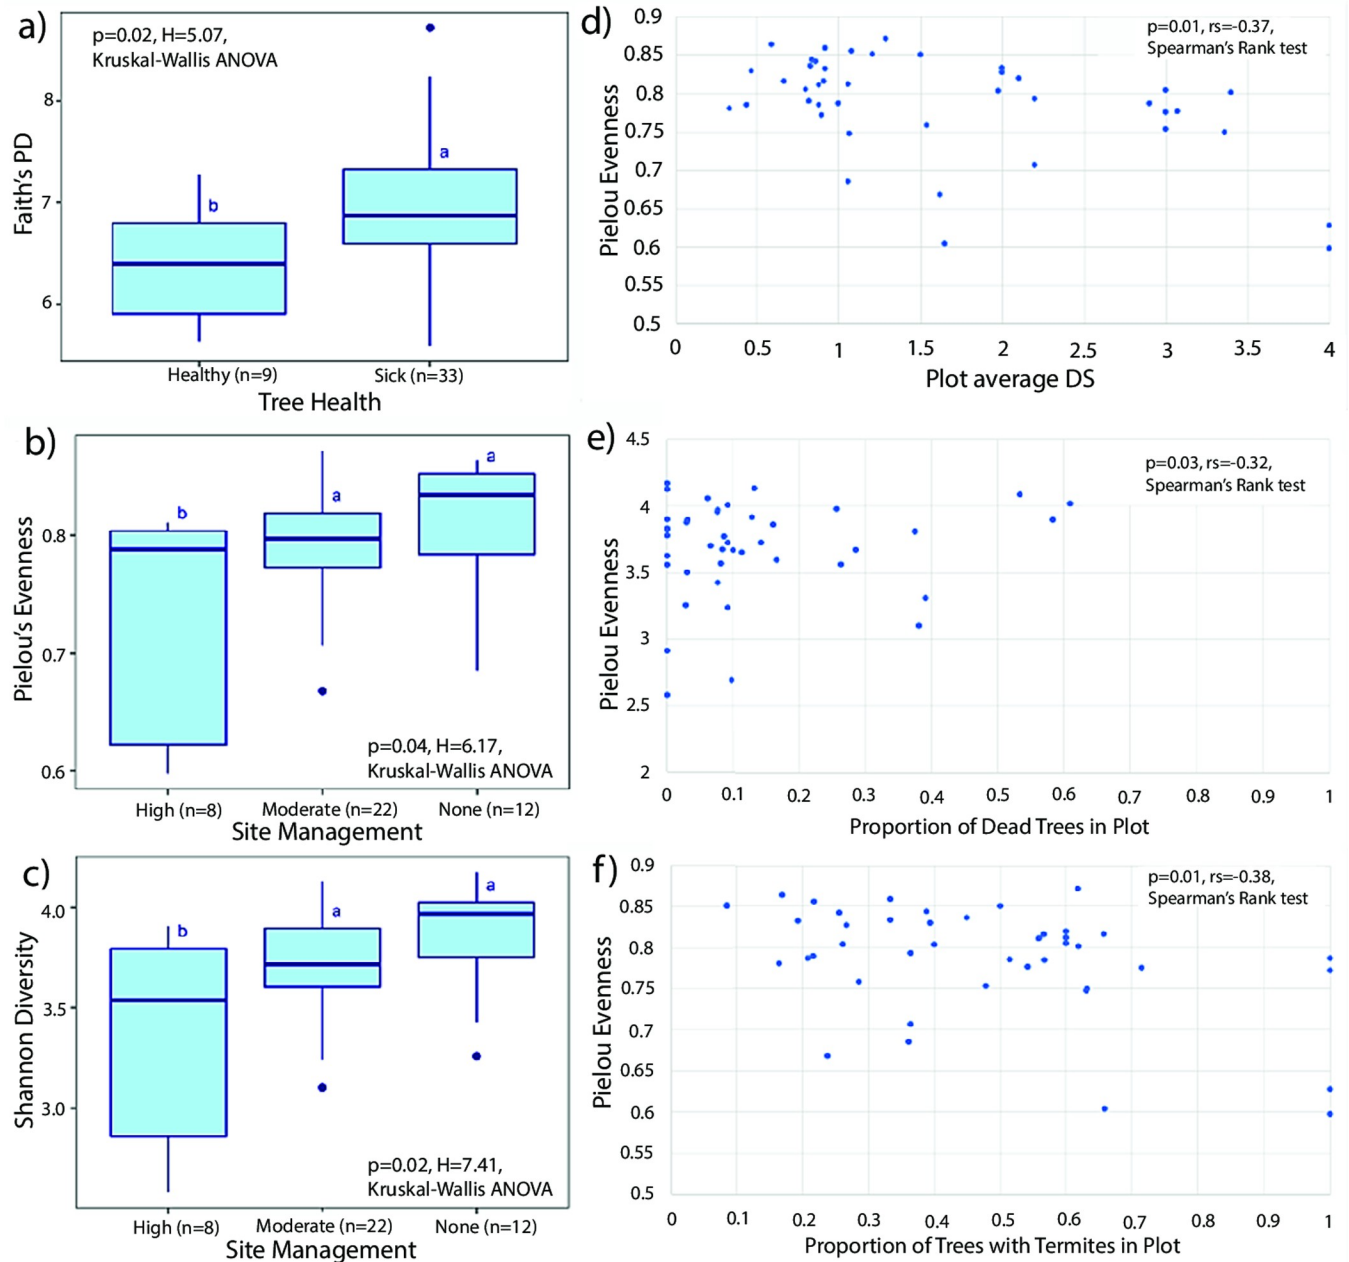 a)
p=0.02, H=5.07,
Kruskal-Wallis ANOVA
Faith's PD
8
7
6
b
a
Healthy (n=9)
Sick (n=33)
Tree Health
d)
p=0.01, rs=-0.37,
Spearman's Rank test
Pielou Evenness
0.9
0.85
0.8
0.75
0.7
0.65
0.6
0.55
0.5
0
0.5
1
1.5
2
2.5
3
3.5
4
Plot average DS
b)
Pielou's Evenness
0.8
0.7
0.6
b
a
a
p=0.04, H=6.17,
Kruskal-Wallis ANOVA
High (n=8)
Moderate (n=22)
None (n=12)
Site Management
e)
p=0.03, rs=-0.32,
Spearman's Rank test
Pielou Evenness
4.5
4
3.5
3
2.5
2
0
0.1
0.2
0.3
0.4
0.5
0.6
0.7
0.8
0.9
1
Proportion of Dead Trees in Plot
c)
Shannon Diversity
4.0
3.5
3.0
b
a
a
p=0.02, H=7.41,
Kruskal-Wallis ANOVA
High (n=8)
Moderate (n=22)
None (n=12)
Site Management
f)
p=0.01, rs=-0.38,
Spearman's Rank test
Pielou Evenness
0.9
0.85
0.8
0.75
0.7
0.65
0.6
0.55
0.5
0
0.1
0.2
0.3
0.4
0.5
0.6
0.7
0.8
0.9
1
Proportion of Trees with Termites in Plot